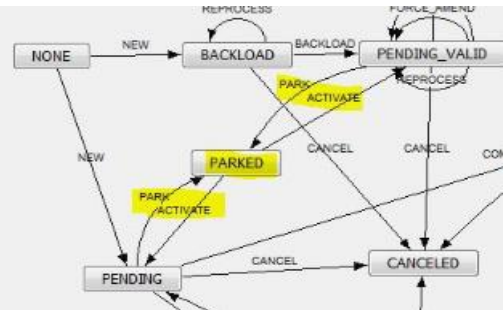 REPROCESS
FORCE_AMEND
NONE
NEW
BACKLOAD
BACKLOAD
PENDING_VALID
REPROCESS
PARK
ACTIVATE
NEW
PARKED
CANCEL
CANCEL
COM
PARK
ACTIVATE
PENDING
CANCEL
CANCELED